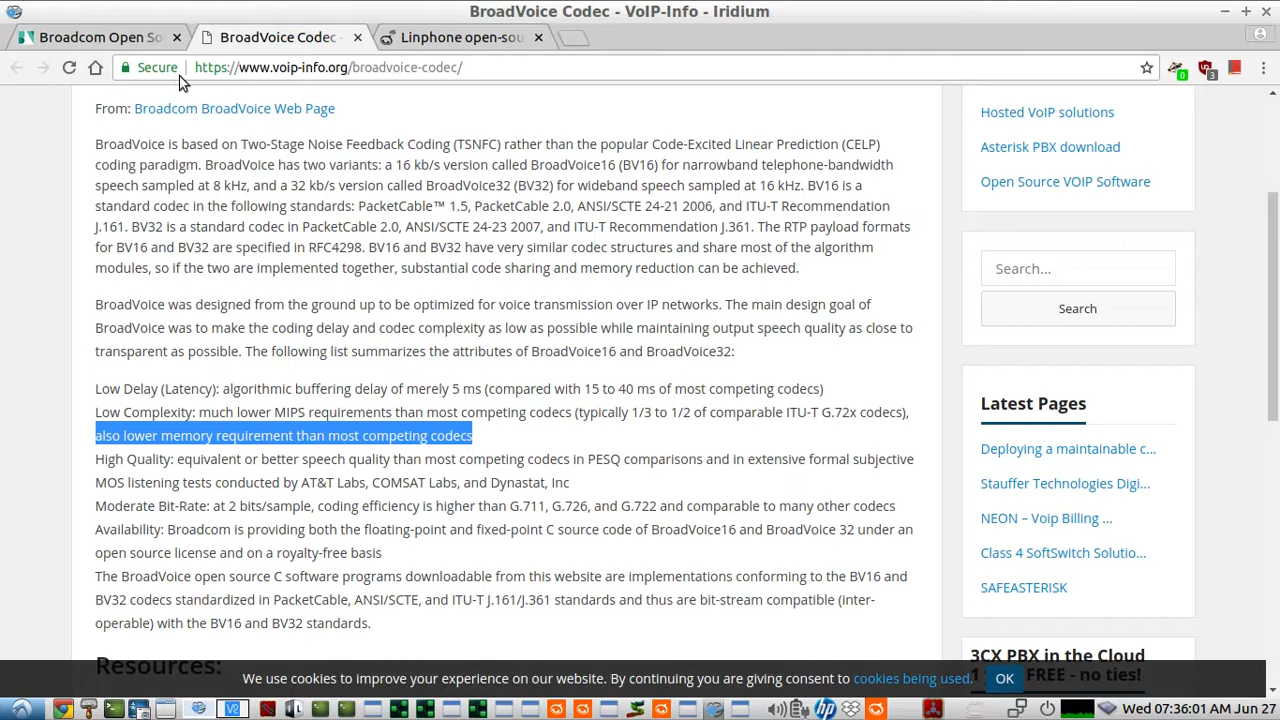 BroadVoice Codec - VoIP-Info - Iridium
Broadcom Open So
BroadVoice Codec -
Linphone open-sou
Secure
https://www.voip-info.org/broadvoice-codec/
0
3
From: Broadcom BroadVoice Web Page
BroadVoice is based on Two-Stage Noise Feedback Coding (TSNFC) rather than the popular Code-Excited Linear Prediction (CELP)
coding paradigm. BroadVoice has two variants: a 16 kb/s version called BroadVoice16 (BV16) for narrowband telephone-bandwidth
speech sampled at 8 kHz, and a 32 kb/s version called BroadVoice32 (BV32) for wideband speech sampled at 16 kHz. BV16 is a
standard codec in the following standards: PacketCable™ 1.5, PacketCable 2.0, ANSI/SCTE 24-21 2006, and ITU-T Recommendation
J.161. BV32 is a standard codec in PacketCable 2.0, ANSI/SCTE 24-23 2007, and ITU-T Recommendation J.361. The RTP payload formats
for BV16 and BV32 are specified in RFC4298. BV16 and BV32 have very similar codec structures and share most of the algorithm
modules, so if the two are implemented together, substantial code sharing and memory reduction can be achieved.
BroadVoice was designed from the ground up to be optimized for voice transmission over IP networks. The main design goal of
BroadVoice was to make the coding delay and codec complexity as low as possible while maintaining output speech quality as close to
transparent as possible. The following list summarizes the attributes of BroadVoice16 and BroadVoice32:
Low Delay (Latency): algorithmic buffering delay of merely 5 ms (compared with 15 to 40 ms of most competing codecs)
Low Complexity: much lower MIPS requirements than most competing codecs (typically 1/3 to 1/2 of comparable ITU-T G.72x codecs),
also lower memory requirement than most competing codecs
High Quality: equivalent or better speech quality than most competing codecs in PESQ comparisons and in extensive formal subjective
MOS listening tests conducted by AT&T Labs, COMSAT Labs, and Dynastat, Inc
Moderate Bit-Rate: at 2 bits/sample, coding efficiency is higher than G.711, G.726, and G.722 and comparable to many other codecs
Availability: Broadcom is providing both the floating-point and fixed-point C source code of BroadVoice16 and BroadVoice 32 under an
open source license and on a royalty-free basis
The BroadVoice open source C software programs downloadable from this website are implementations conforming to the BV16 and
BV32 codecs standardized in PacketCable, ANSI/SCTE, and ITU-T J.161/J.361 standards and thus are bit-stream compatible (inter-
operable) with the BV16 and BV32 standards.
Resources:
Hosted VoIP solutions
Asterisk PBX download
Open Source VOIP Software
Search...
Search
Latest Pages
Deploying a maintainable c...
Stauffer Technologies Digi...
NEON – Voip Billing ...
Class 4 SoftSwitch Solutio...
SAFEASTERISK
3CX PBX in the Cloud
FREE - no ties!
We use cookies to improve your experience on our website. By continuing you are giving consent to cookies being used.
OK
Wed 07:36:01 AM Jun 27